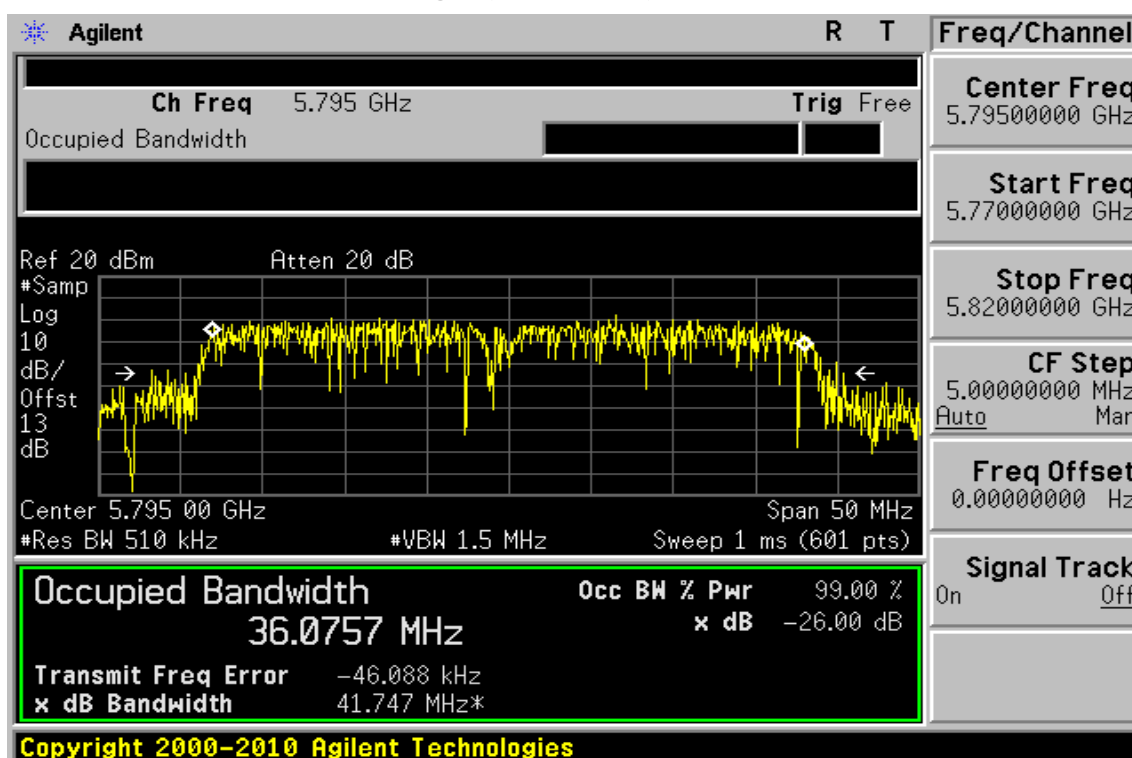 Agilent R T
Freq/Channel
Ch Freq 5.795 GHz Trig Free
Occupied Bandwidth
Ref 20 dBm Atten 20 dB
#Samp
Log
10
dB/
Offst
13
dB
Center 5.795 00 GHz Span 50 MHz
#Res BW 510 kHz #VBW 1.5 MHz Sweep 1 ms (601 pts)
Occupied Bandwidth
36.0757 MHz
Occ BW % Pwr 99.00 %
x dB -26.00 dB
Transmit Freq Error -46.088 kHz
x dB Bandwidth 41.747 MHz*
Copyright 2000-2010 Agilent Technologies
Center Freq
5.79500000 GHz
Start Freq
5.77000000 GHz
Stop Freq
5.82000000 GHz
CF Step
5.00000000 MHz
Auto Man
Freq Offset
0.00000000 Hz
Signal Track
On Off